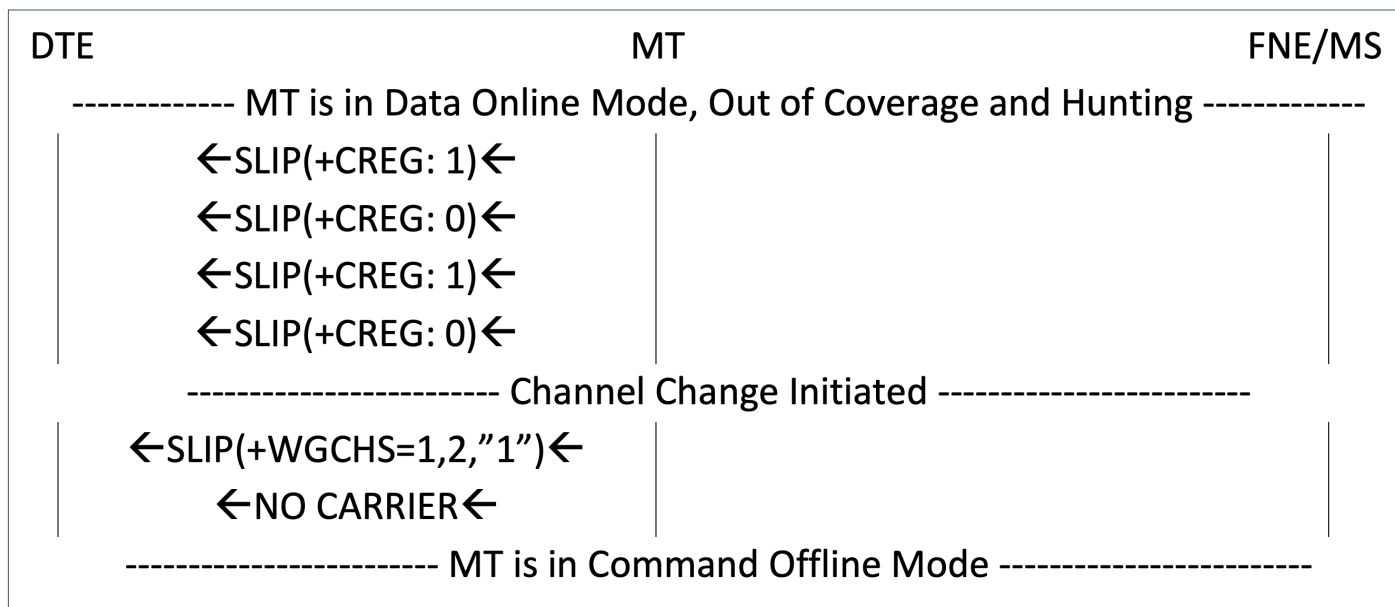 DTE MT FNE/MS
------------- MT is in Data Online Mode, Out of Coverage and Hunting -------------
←SLIP(+CREG: 1)←
←SLIP(+CREG: 0)←
←SLIP(+CREG: 1)←
←SLIP(+CREG: 0)←
------------------------- Channel Change Initiated -------------------------
←SLIP(+WGCHS=1,2,”1”)←
←NO CARRIER←
------------------------- MT is in Command Offline Mode -------------------------